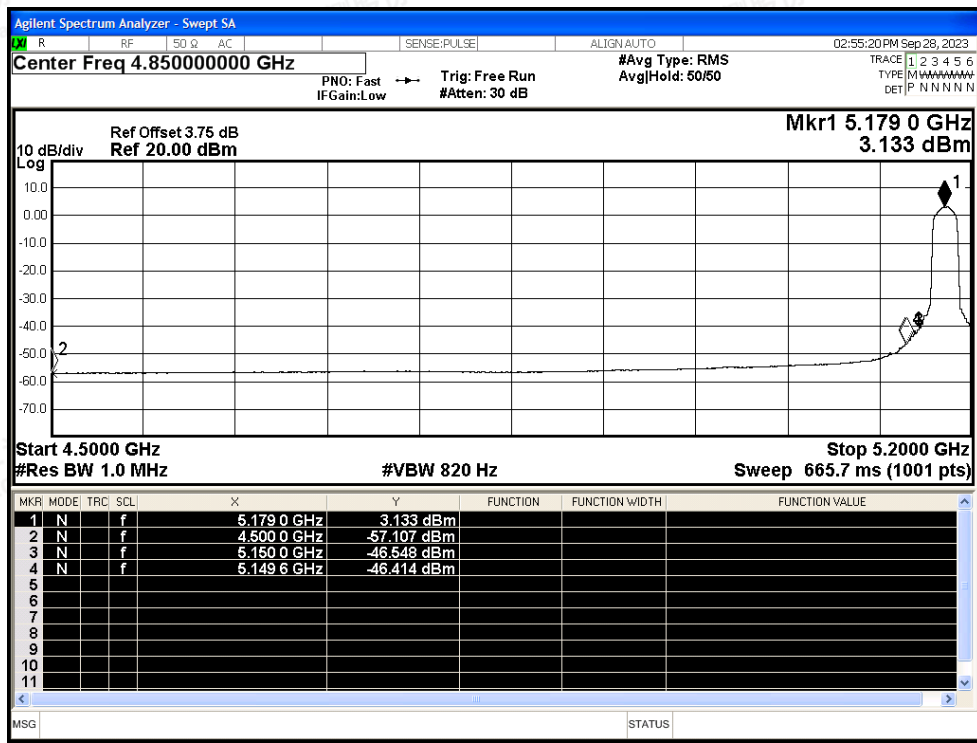 Agilent Spectrum Analyzer - Swept SA
LXI R RF 50 Ω AC SENSE:PULSE ALIGN AUTO 02:55:20 PM Sep 28, 2023
Center Freq 4.850000000 GHz
PNO: Fast
IFGain:Low
Trig: Free Run
#Atten: 30 dB
#Avg Type: RMS
Avg|Hold: 50/50
TRACE 1 2 3 4 5 6
TYPE M WWWWW
DET P N N N N N
Ref Offset 3.75 dB
10 dB/div Ref 20.00 dBm
Log
Mkr1 5.179 0 GHz
3.133 dBm
10.0
0.00
-10.0
-20.0
-30.0
-40.0
-50.0
-60.0
-70.0
1
2
Start 4.5000 GHz Stop 5.2000 GHz
#Res BW 1.0 MHz #VBW 820 Hz Sweep 665.7 ms (1001 pts)
MKR MODE TRC SCL X Y FUNCTION FUNCTION WIDTH FUNCTION VALUE
1 N f 5.179 0 GHz 3.133 dBm
2 N f 4.500 0 GHz -57.107 dBm
3 N f 5.150 0 GHz -46.548 dBm
4 N f 5.149 6 GHz -46.414 dBm
5
6
7
8
9
10
11
MSG STATUS